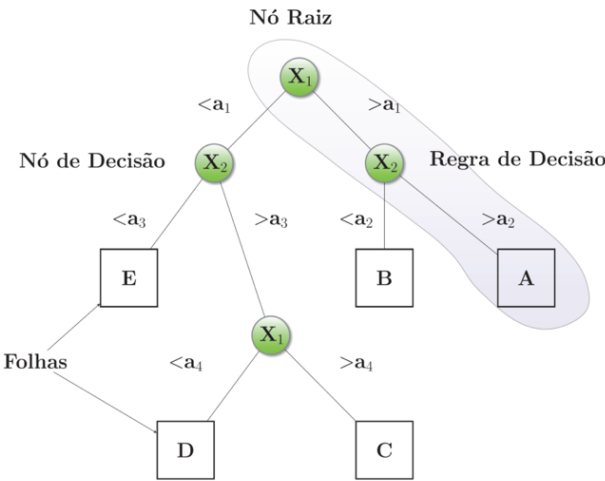 Nó Raiz
X₁
<a₁
>a₁
Nó de Decisão
X₂
X₂
Regra de Decisão
<a₃
>a₃
<a₂
>a₂
E
B
A
X₁
Folhas
<a₄
>a₄
D
C